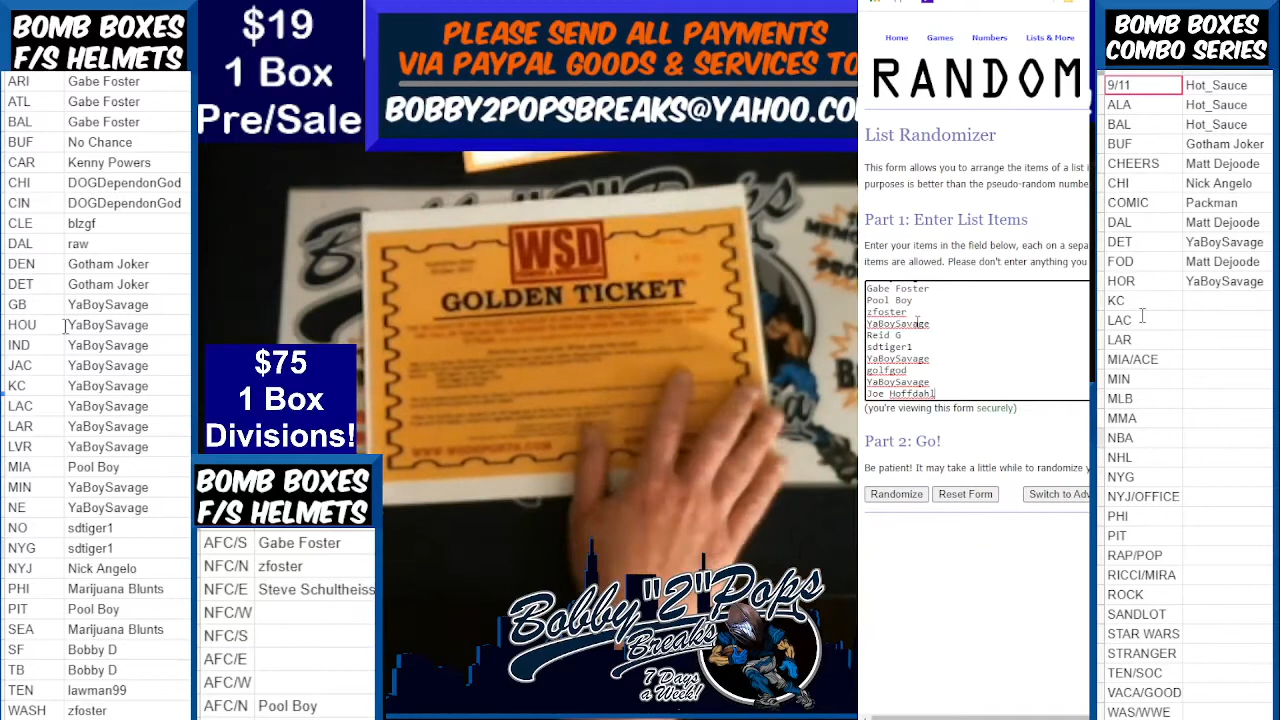 BOMB BOXES
F/S HELMETS
ARI Gabe Foster
ATL Gabe Foster
BAL Gabe Foster
BUF No Chance
CAR Kenny Powers
CHI DOGDependonGod
CIN DOGDependonGod
CLE blzgf
DAL raw
DEN Gotham Joker
DET Gotham Joker
GB YaBoySavage
HOU YaBoySavage
IND YaBoySavage
JAC YaBoySavage
KC YaBoySavage
LAC YaBoySavage
LAR YaBoySavage
LVR YaBoySavage
MIA Pool Boy
MIN YaBoySavage
NE YaBoySavage
NO sdtiger1
NYG sdtiger1
NYJ Nick Angelo
PHI Marijuana Blunts
PIT Pool Boy
SEA Marijuana Blunts
SF Bobby D
TB Bobby D
TEN lawman99
WASH zfoster
$19
1 Box
Pre/Sale
$75
1 Box
Divisions!
BOMB BOXES
F/S HELMETS
AFC/S Gabe Foster
NFC/N zfoster
NFC/E Steve Schultheiss
NFC/W
NFC/S
AFC/E
AFC/W
AFC/N Pool Boy
PLEASE SEND ALL PAYMENTS
VIA PAYPAL GOODS & SERVICES TO
BOBBY2POPSBREAKS@YAHOO.CO
WSD
GOLDEN TICKET
Bobby "2" Pops
Breaks
7 Days
a Week!
Home Games Numbers Lists & More
RANDOM
List Randomizer
This form allows you to arrange the items of a list i
purposes is better than the pseudo-random numbe
Part 1: Enter List Items
Enter your items in the field below, each on a sepa
items are allowed. Please don't enter anything you
Gabe Foster
Pool Boy
zfoster
YaBoySavage
Reid G
sdtiger1
YaBoySavage
golfgod
YaBoySavage
Joe Hoffdahl
(you're viewing this form securely)
Part 2: Go!
Be patient! It may take a little while to randomize y
Randomize Reset Form Switch to Adv
BOMB BOXES
COMBO SERIES
9/11 Hot_Sauce
ALA Hot_Sauce
BAL Hot_Sauce
BUF Gotham Joker
CHEERS Matt Dejoode
CHI Nick Angelo
COMIC Packman
DAL Matt Dejoode
DET YaBoySavage
FOD Matt Dejoode
HOR YaBoySavage
KC
LAC
LAR
MIA/ACE
MIN
MLB
MMA
NBA
NHL
NYG
NYJ/OFFICE
PHI
PIT
RAP/POP
RICCI/MIRA
ROCK
SANDLOT
STAR WARS
STRANGER
TEN/SOC
VACA/GOOD
WAS/WWE